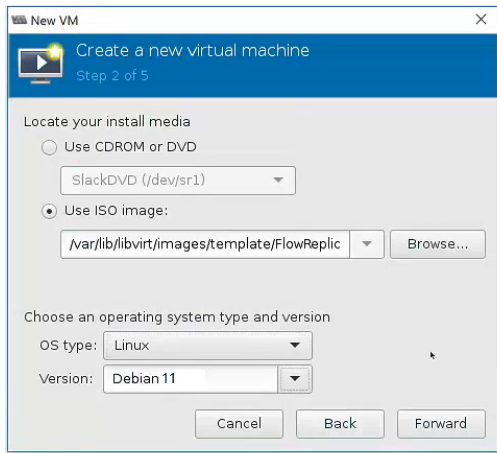 New VM
Create a new virtual machine
Step 2 of 5
Locate your install media
Use CDROM or DVD
SlackDVD (/dev/sr1)
Use ISO image:
/var/lib/libvirt/images/template/FlowReplic
Browse...
Choose an operating system type and version
OS type: Linux
Version: Debian 11
Cancel Back Forward